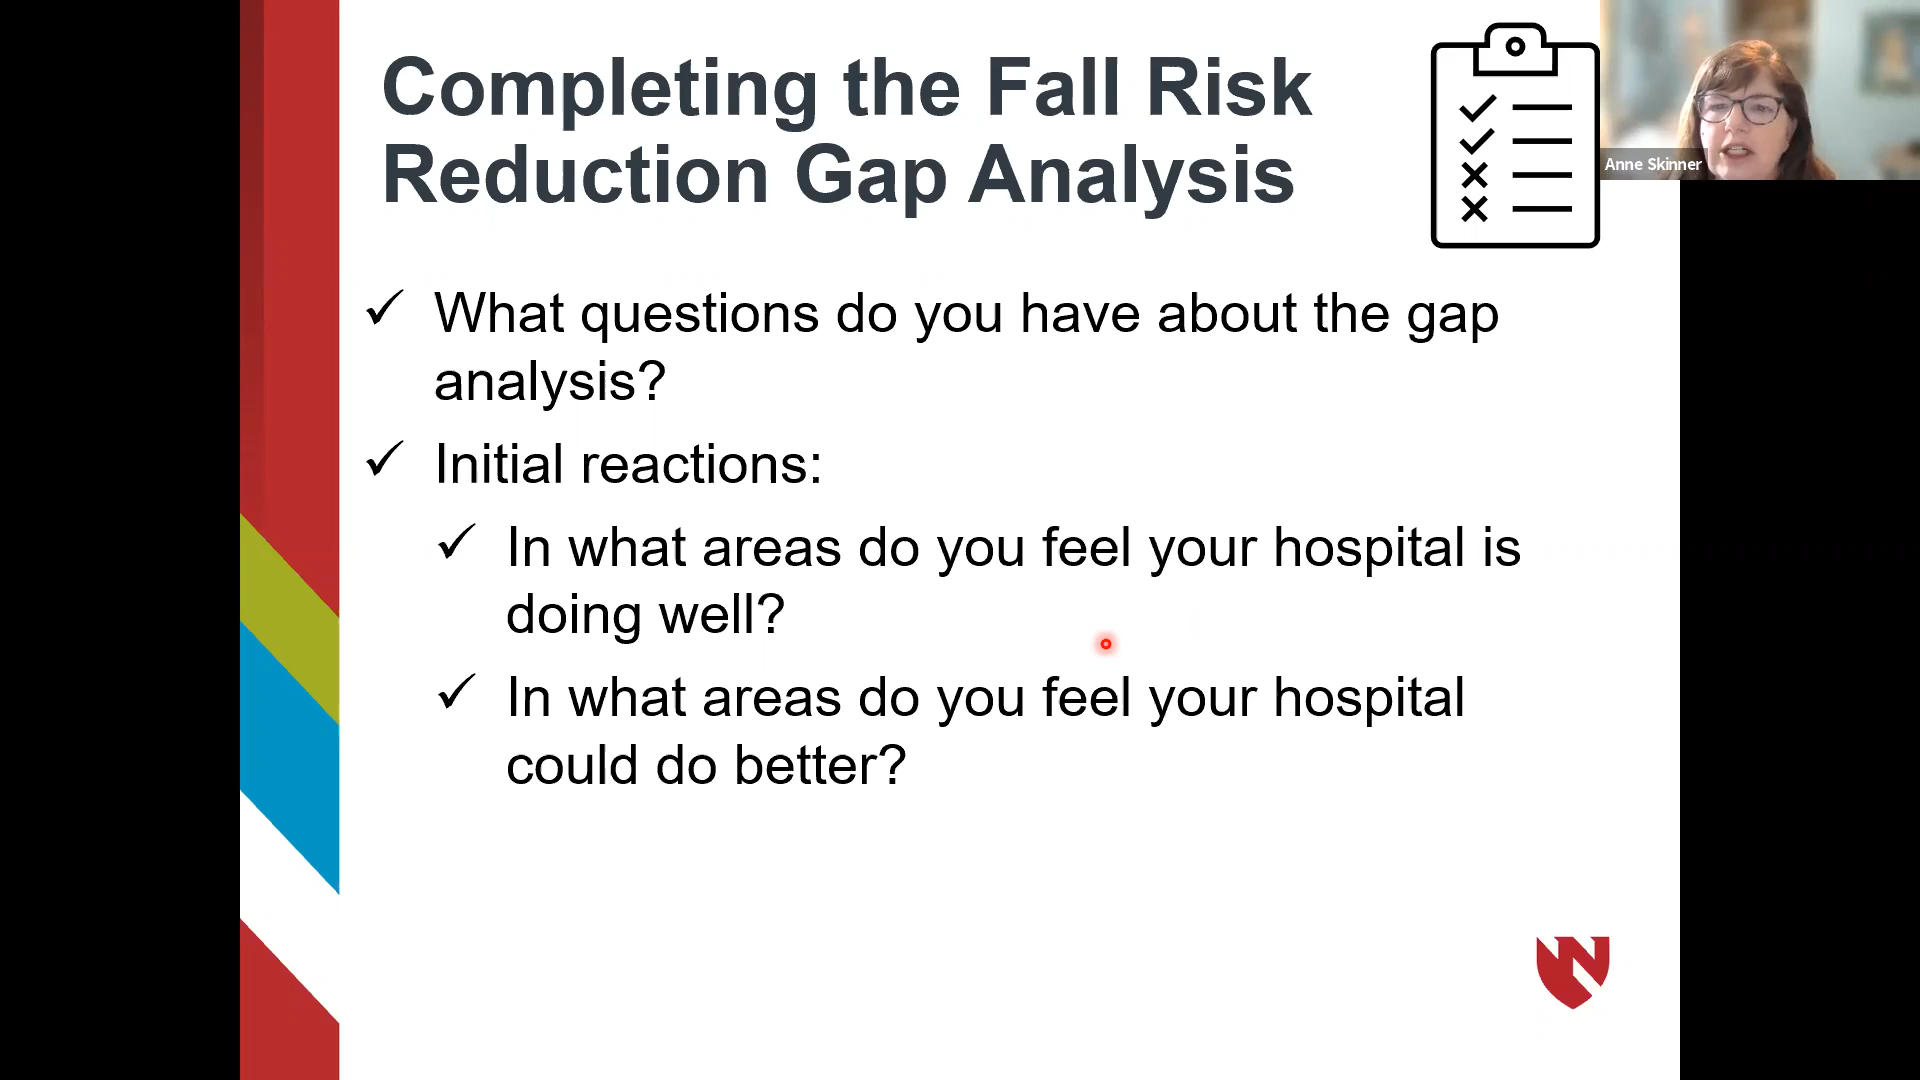 Completing the Fall Risk
Reduction Gap Analysis
Anne Skinner
What questions do you have about the gap
analysis?
Initial reactions:
In what areas do you feel your hospital is
doing well?
In what areas do you feel your hospital
could do better?